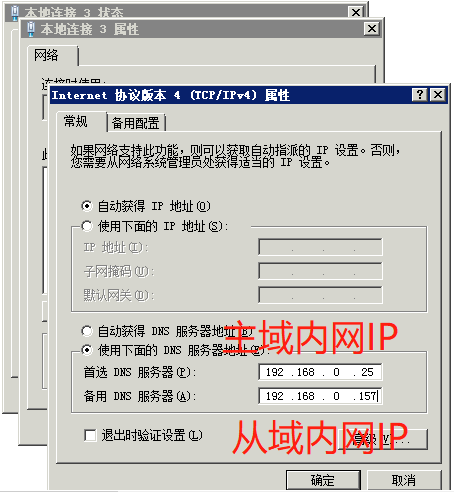 本地连接 3 状态
本地连接 3 属性
网络
连接时使用:
Internet 协议版本 4 (TCP/IPv4) 属性
常规
备用配置
如果网络支持此功能，则可以获取自动指派的 IP 设置。否则，
您需要从网络系统管理员处获得适当的 IP 设置。
自动获得 IP 地址(O)
使用下面的 IP 地址(S):
IP 地址(I):
子网掩码(U):
默认网关(D):
自动获得 DNS 服务器地址(B)
主域内网IP
使用下面的 DNS 服务器地址(E):
首选 DNS 服务器(P): 192 .168 . 0 .25
备用 DNS 服务器(A): 192 .168 . 0 .157
退出时验证设置(L)
高级(V)...
从域内网IP
确定
取消